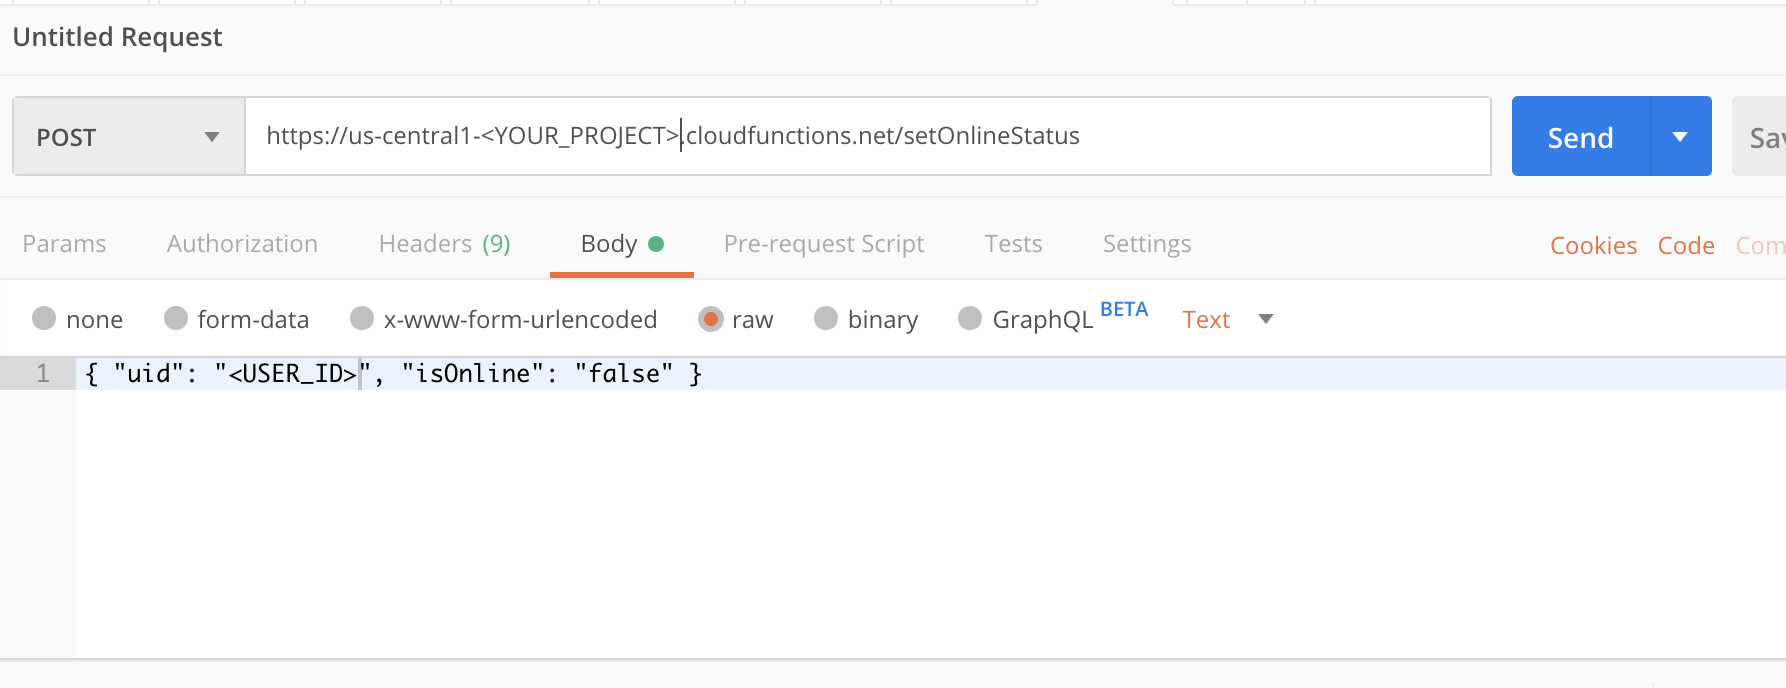 Untitled Request
POST https://us-central1-<YOUR_PROJECT>.cloudfunctions.net/setOnlineStatus Send
Params Authorization Headers (9) Body Pre-request Script Tests Settings Cookies Code
none form-data x-www-form-urlencoded raw binary GraphQL BETA Text
1 { "uid": "<USER_ID>", "isOnline": "false" }